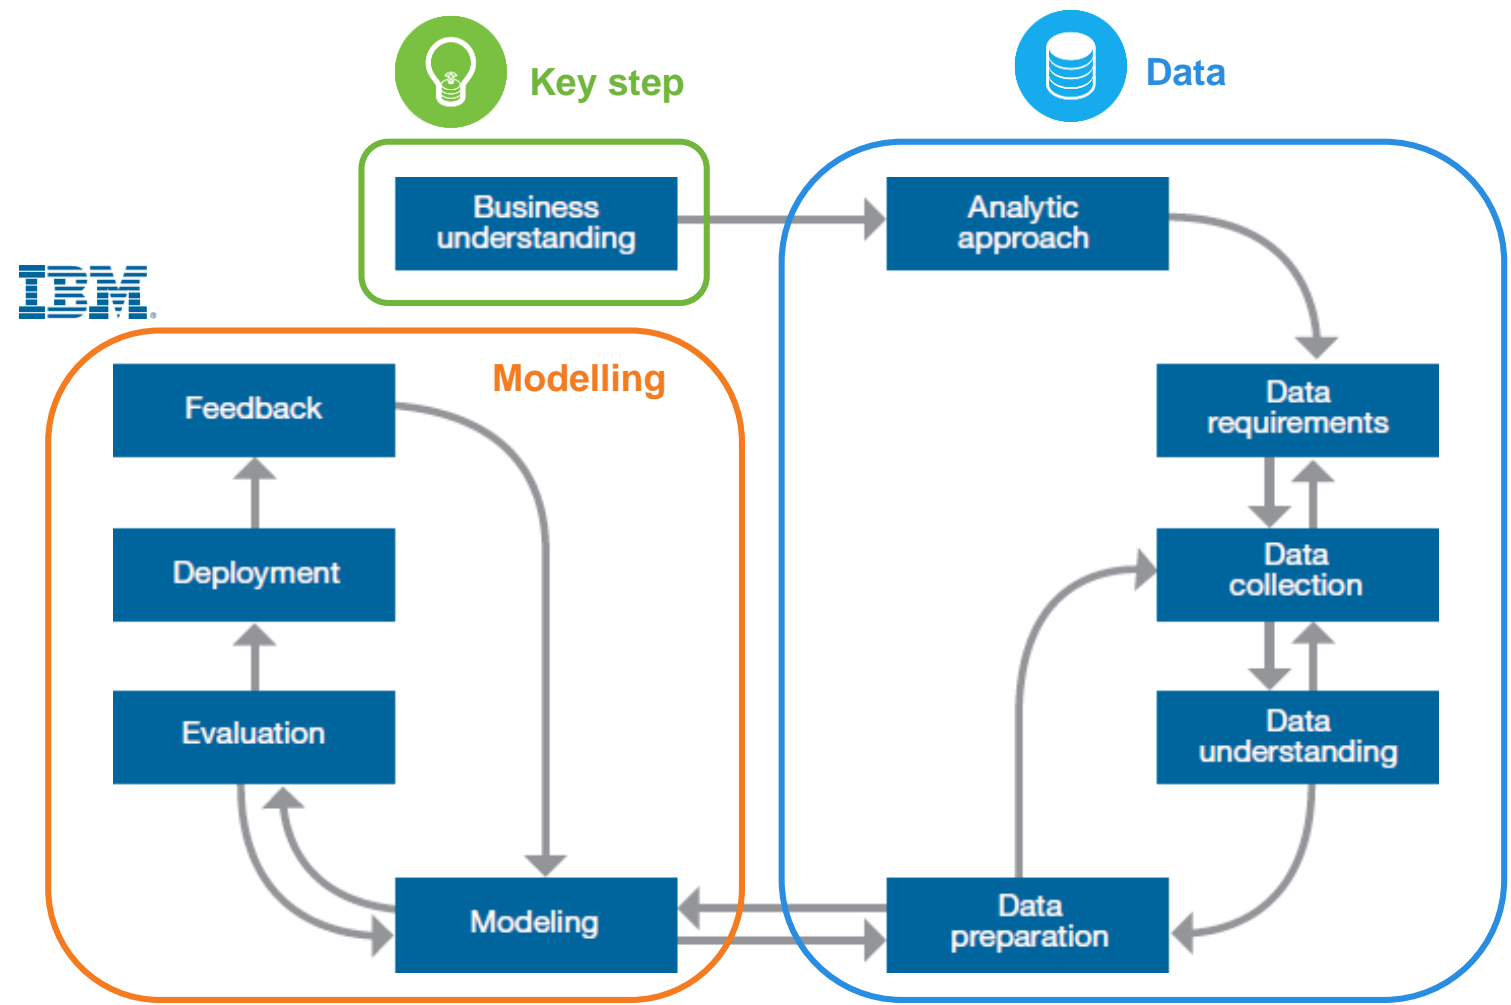 Key step
Data
Business
understanding
Analytic
approach
IBM
Modelling
Feedback
Data
requirements
Deployment
Data
collection
Evaluation
Data
understanding
Modeling
Data
preparation